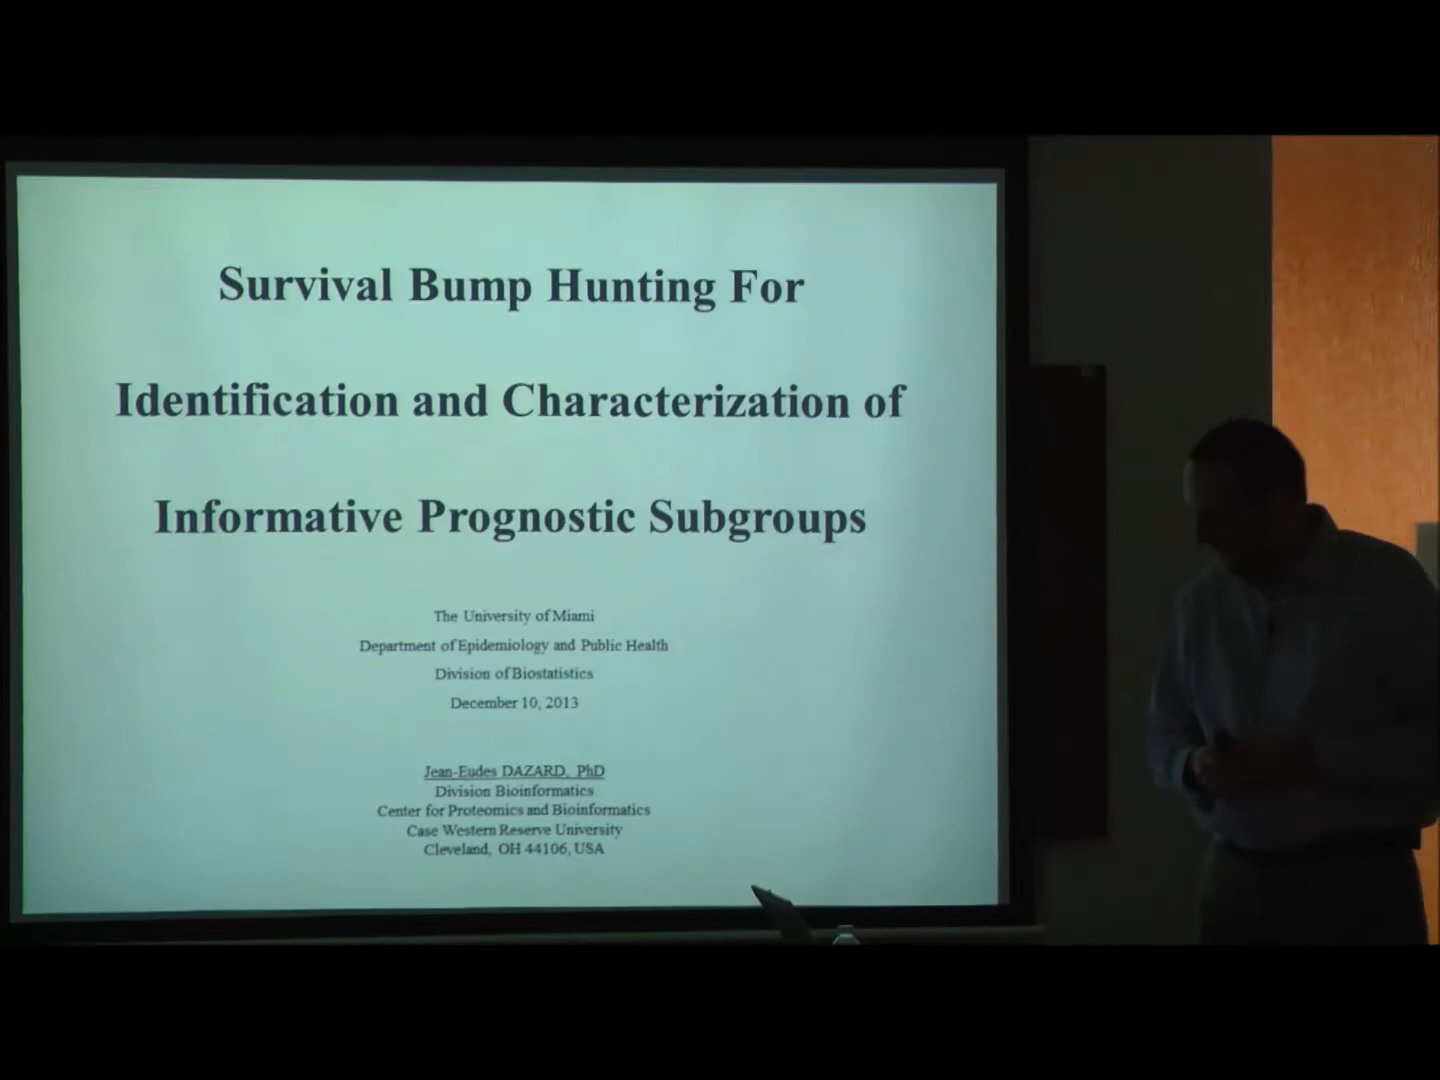 Survival Bump Hunting For
Identification and Characterization of
Informative Prognostic Subgroups
The University of Miami
Department of Epidemiology and Public Health
Division of Biostatistics
December 10, 2013
Jean-Eudes DAZARD, PhD
Division Bioinformatics
Center for Proteomics and Bioinformatics
Case Western Reserve University
Cleveland, OH 44106, USA